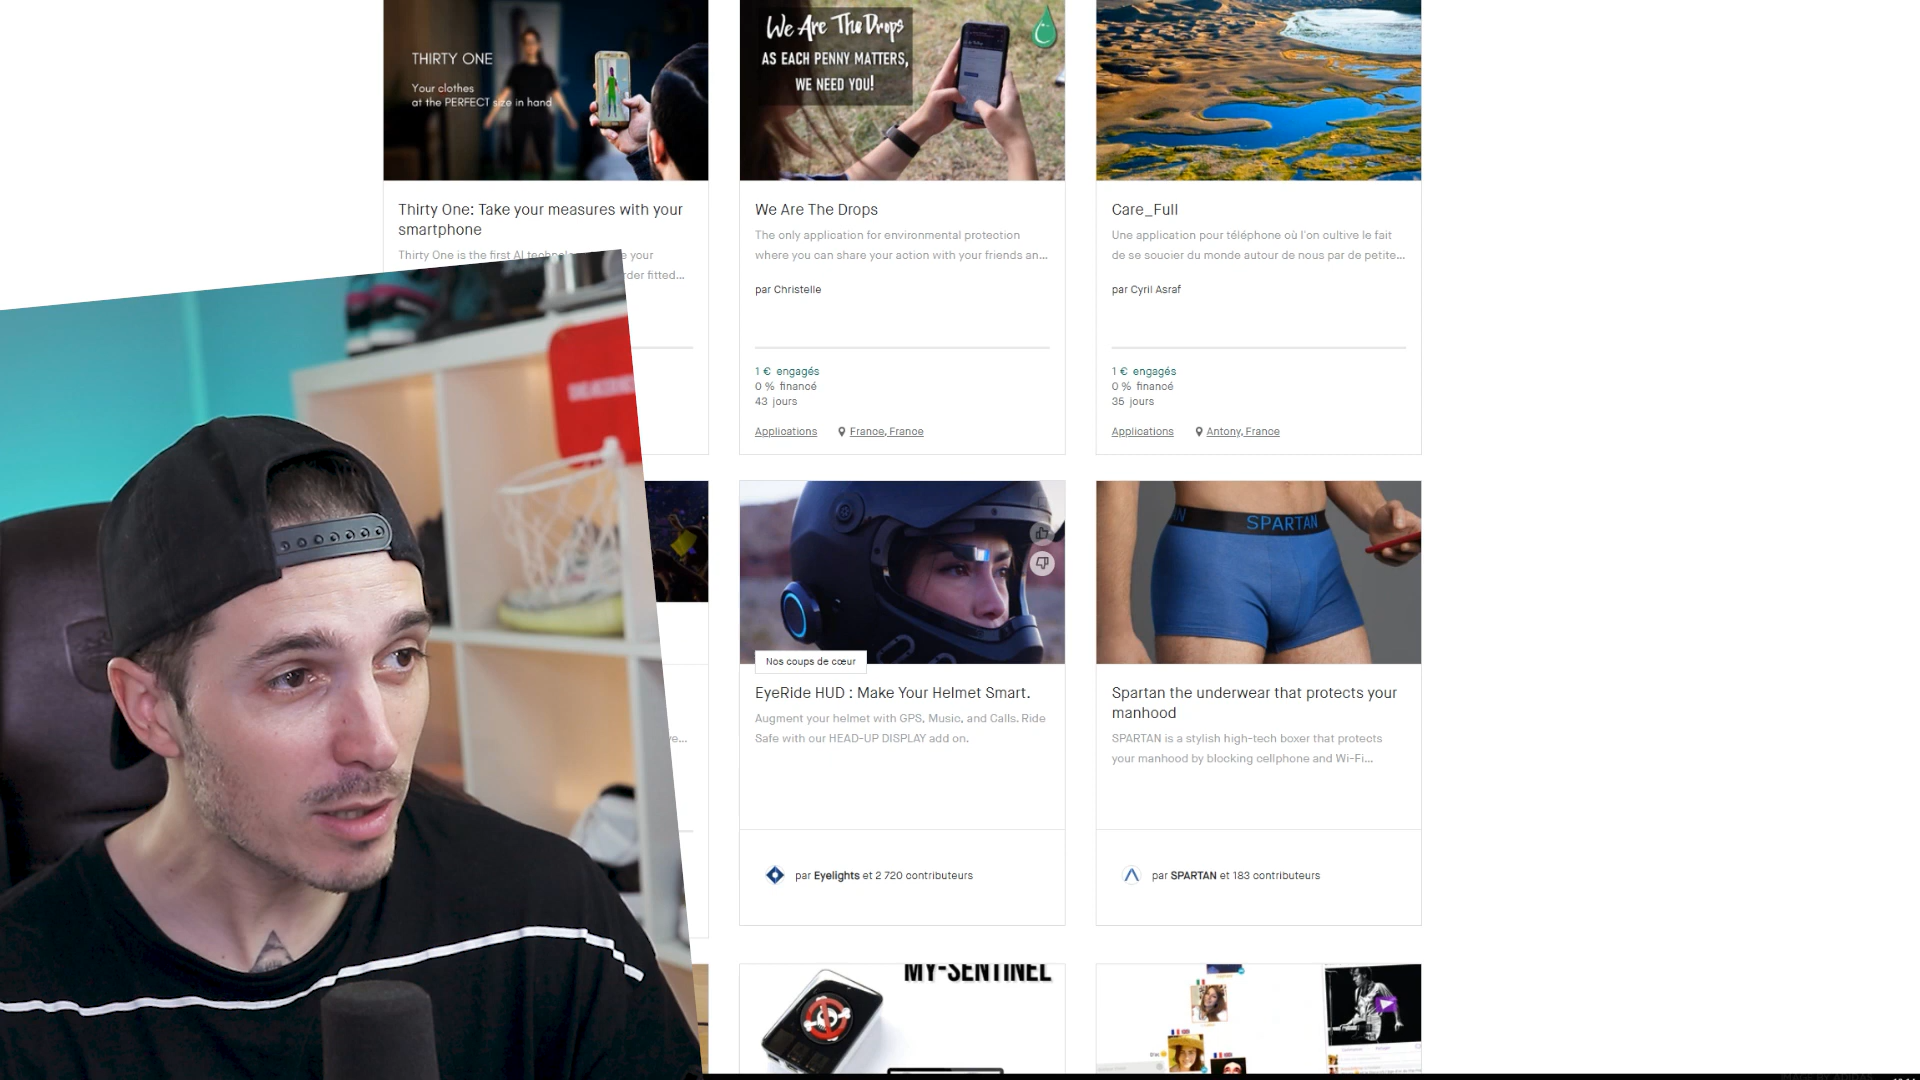 THIRTY ONE
Your clothes
at the PERFECT size in hand
We Are The Drops
AS EACH PENNY MATTERS,
WE NEED YOU!
Thirty One: Take your measures with your
smartphone
Thirty One is the first AI your
fitted...
We Are The Drops
The only application for environmental protection
where you can share your action with your friends an...
par Christelle
1 € engagés
0 % financé
43 jours
Applications France, France
Care_Full
Une application pour téléphone où l'on cultive le fait
de se soucier du monde autour de nous par de petite...
par Cyril Asraf
1 € engagés
0 % financé
35 jours
Applications Antony, France
Nos coups de cœur
EyeRide HUD : Make Your Helmet Smart.
Augment your helmet with GPS, Music, and Calls. Ride
Safe with our HEAD-UP DISPLAY add on.
par Eyelights et 2 720 contributeurs
SPARTAN
Spartan the underwear that protects your
manhood
SPARTAN is a stylish high-tech boxer that protects
your manhood by blocking cellphone and Wi-Fi...
par SPARTAN et 183 contributeurs
MY-SENTINEL